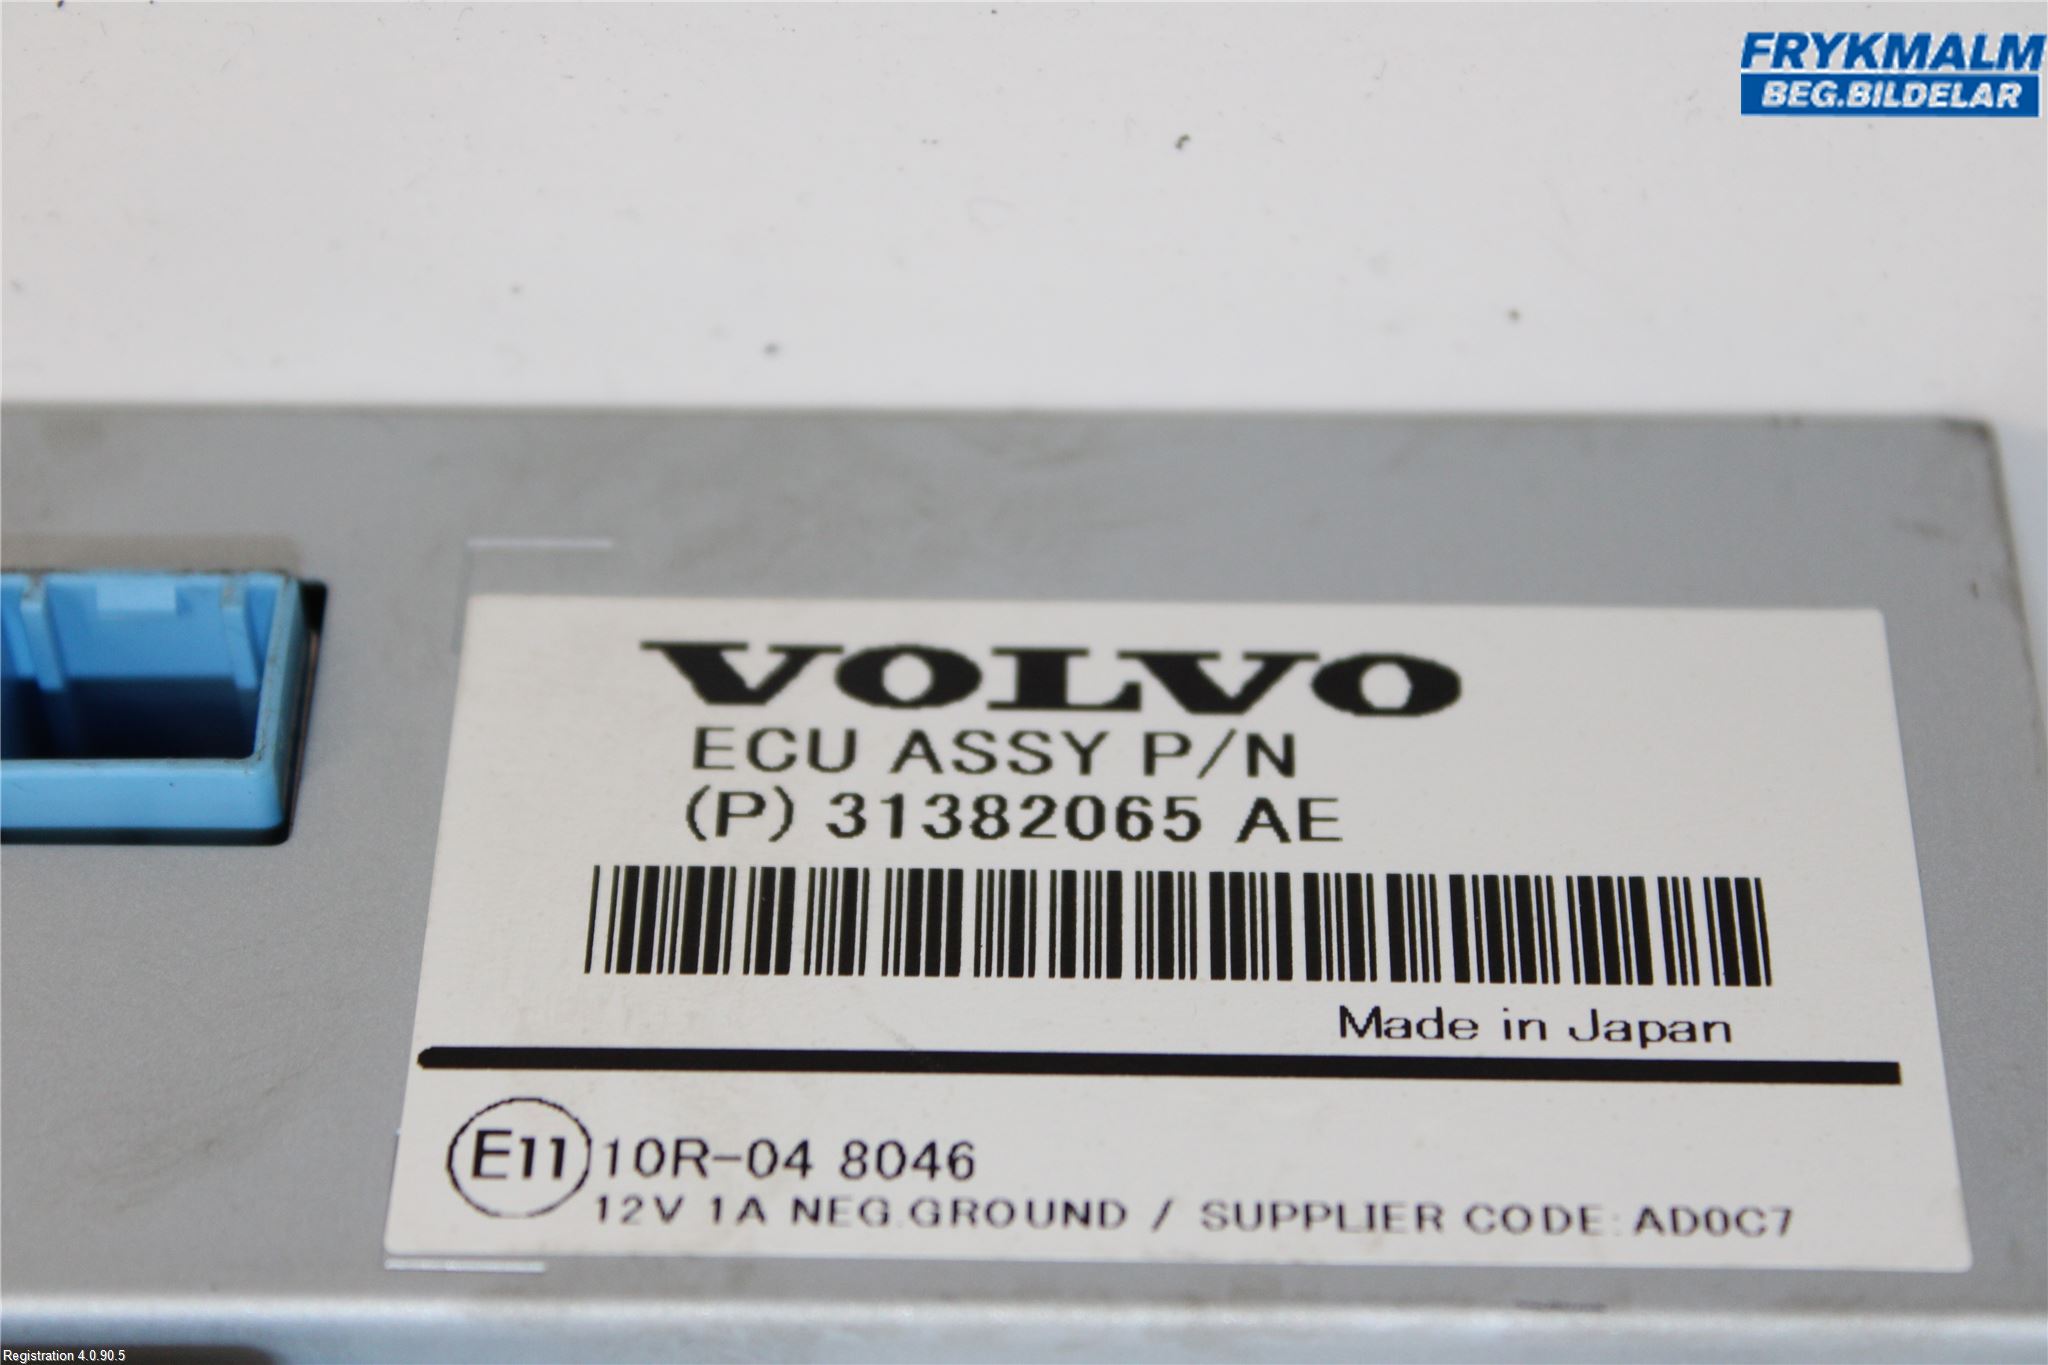 FRYKMALM
BEG.BILDELAR
VOLVO
ECU ASSY P/N
(P) 31382065 AE
Made in Japan
E11 10R-04 8046
12V 1A NEG.GROUND / SUPPLIER CODE: AD0C7
Registration 4.0.90.5